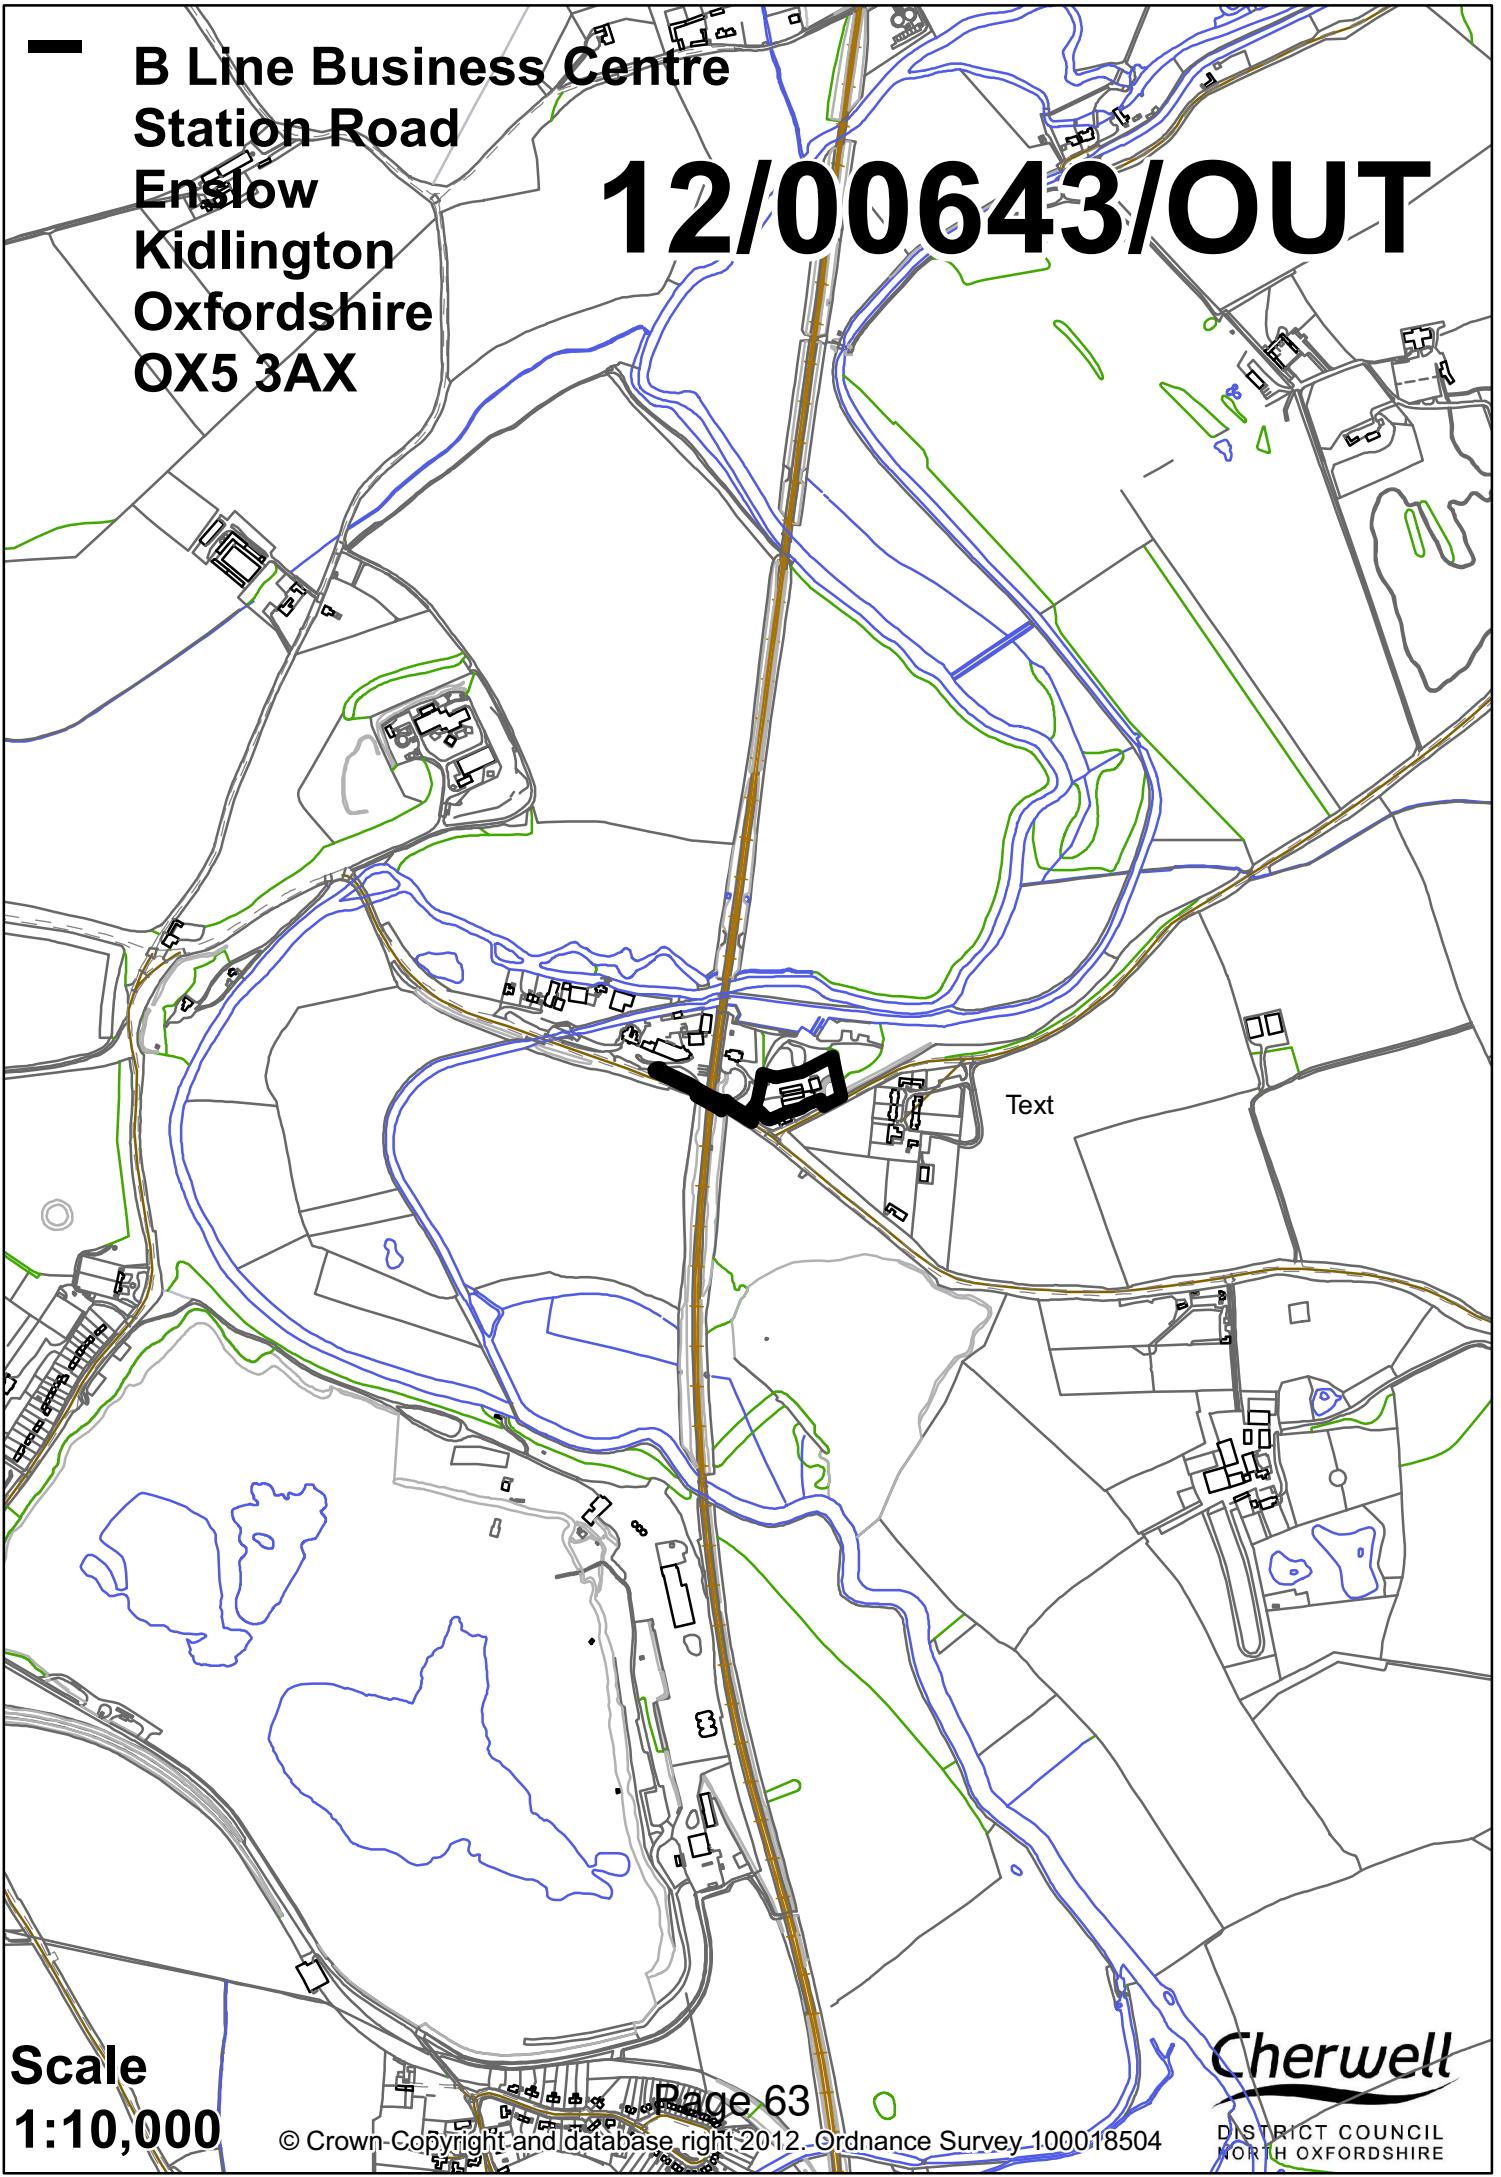 B Line Business Centre
Station Road
Enslow
Kidlington
Oxfordshire
OX5 3AX
12/00643/OUT
Text
Scale
1:10,000
Page 63
© Crown Copyright and database right 2012. Ordnance Survey 100018504
Cherwell
DISTRICT COUNCIL
NORTH OXFORDSHIRE